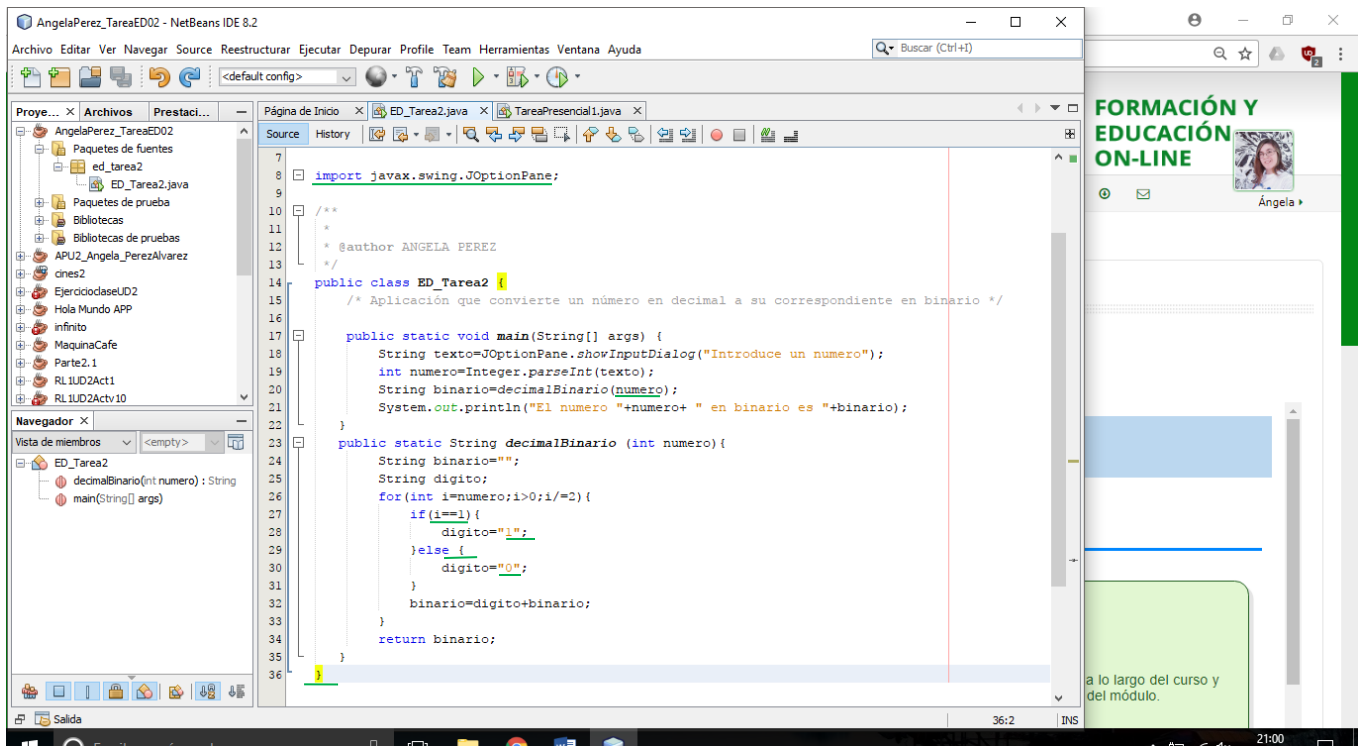 AngelaPerez_TareaED02 - NetBeans IDE 8.2
Archivo Editar Ver Navegar Source Reestructurar Ejecutar Depurar Profile Team Herramientas Ventana Ayuda
Buscar (Ctrl+I)
<default config>
Proye... Archivos Prestaci...
Página de Inicio ED_Tarea2.java TareaPresencial1.java
Source History
AngelaPerez_TareaED02
Paquetes de fuentes
ed_tarea2
ED_Tarea2.java
Paquetes de prueba
Bibliotecas
Bibliotecas de pruebas
APU2_Angela_PerezAlvarez
cines2
EjercicioclaseUD2
Hola Mundo APP
infinito
MaquinaCafe
Parte2.1
RL1UD2Act1
RL1UD2Actv10
Navegador
Vista de miembros <empty>
ED_Tarea2
decimalBinario(int numero) : String
main(String[] args)
7
8 import javax.swing.JOptionPane;
9
10 /**
11 *
12 * @author ANGELA PEREZ
13 */
14 public class ED_Tarea2 {
15 /* Aplicación que convierte un número en decimal a su correspondiente en binario */
16
17 public static void main(String[] args) {
18 String texto=JOptionPane.showInputDialog("Introduce un numero");
19 int numero=Integer.parseInt(texto);
20 String binario=decimalBinario(numero);
21 System.out.println("El numero "+numero+ " en binario es "+binario);
22 }
23 public static String decimalBinario (int numero){
24 String binario="";
25 String digito;
26 for(int i=numero;i>0;i/=2){
27 if(i==1){
28 digito="1";
29 }else {
30 digito="0";
31 }
32 binario=digito+binario;
33 }
34 return binario;
35 }
36 }
Salida
36:2 INS
FORMACIÓN Y
EDUCACIÓN
ON-LINE
Ángela
a lo largo del curso y
del módulo.
21:00